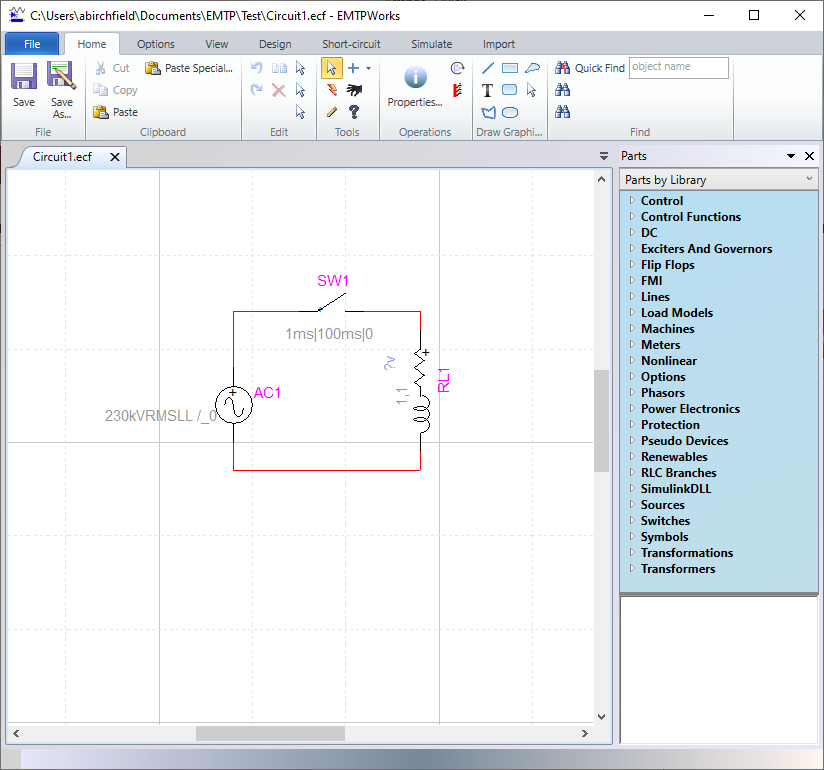 C:\Users\abirchfield\Documents\EMTP\Test\Circuit1.ecf - EMTPWorks
File Home Options View Design Short-circuit Simulate Import
Save
Save As...
File
Cut
Copy
Paste Special...
Paste
Clipboard
Edit
Tools
Properties...
Operations
T
Draw Graphi...
Quick Find object name
Find
Circuit1.ecf
Parts
Parts by Library
Control
Control Functions
DC
Exciters And Governors
Flip Flops
FMI
Lines
Load Models
Machines
Meters
Nonlinear
Options
Phasors
Power Electronics
Protection
Pseudo Devices
Renewables
RLC Branches
SimulinkDLL
Sources
Switches
Symbols
Transformations
Transformers
SW1
1ms|100ms|0
?v
+
RL1
1,1
+
AC1
230kVRMSLL /_0